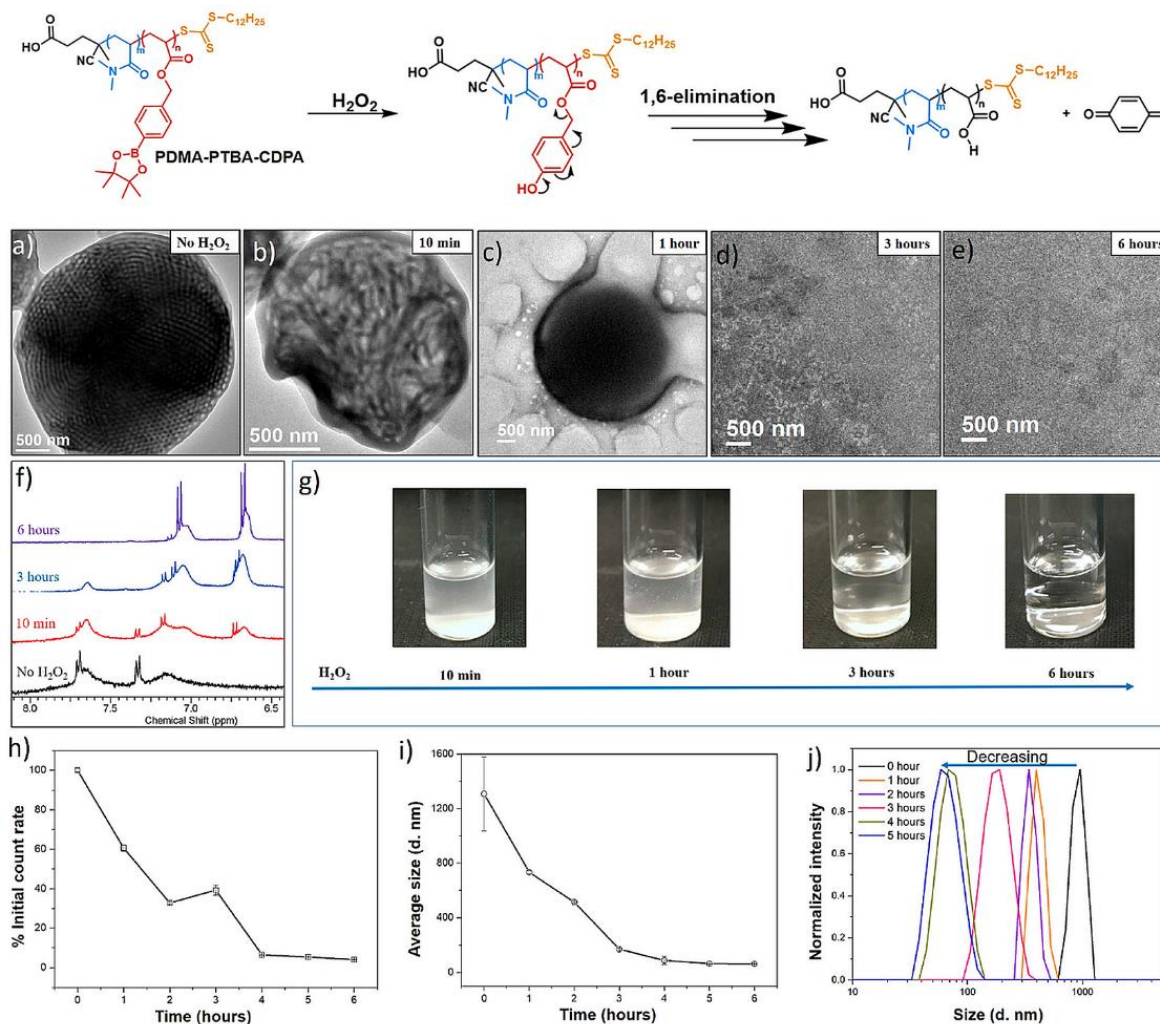 O
HO
NC
N
O
m
n
O
O
S
S
S
C₁₂H₂₅
O
B
O
PDMA-PTBA-CDPA
H₂O₂
O
HO
NC
N
O
m
n
O
O
S
S
S
C₁₂H₂₅
HO
1,6-elimination
O
HO
NC
N
O
m
n
O
O
H
S
S
S
C₁₂H₂₅
+
O
a)
No H₂O₂
500 nm
b)
10 min
500 nm
c)
1 hour
500 nm
d)
3 hours
500 nm
e)
6 hours
500 nm
f)
6 hours
3 hours
10 min
No H₂O₂
8.0 7.5 7.0 6.5
Chemical Shift (ppm)
g)
H₂O₂ 10 min 1 hour 3 hours 6 hours
h)
% Initial count rate
100
80
60
40
20
0
0 1 2 3 4 5 6
Time (hours)
i)
Average size (d. nm)
1600
1200
800
400
0
0 1 2 3 4 5 6
Time (hours)
j)
Decreasing
0 hour
1 hour
2 hours
3 hours
4 hours
5 hours
Normalized intensity
1.0
0.8
0.6
0.4
0.2
0.0
10 100 1000
Size (d. nm)